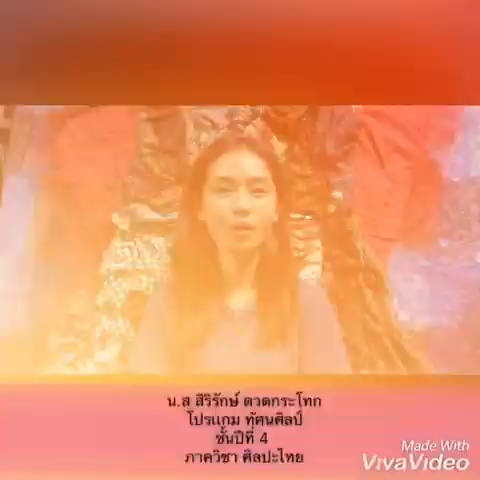 น.ส สิริรักษ์ ดวดกระโทก
โปรแกม ทัศนศิลป์
ชั้นปีที่ 4
ภาควิชา ศิลปะไทย
Made With
VivaVideo